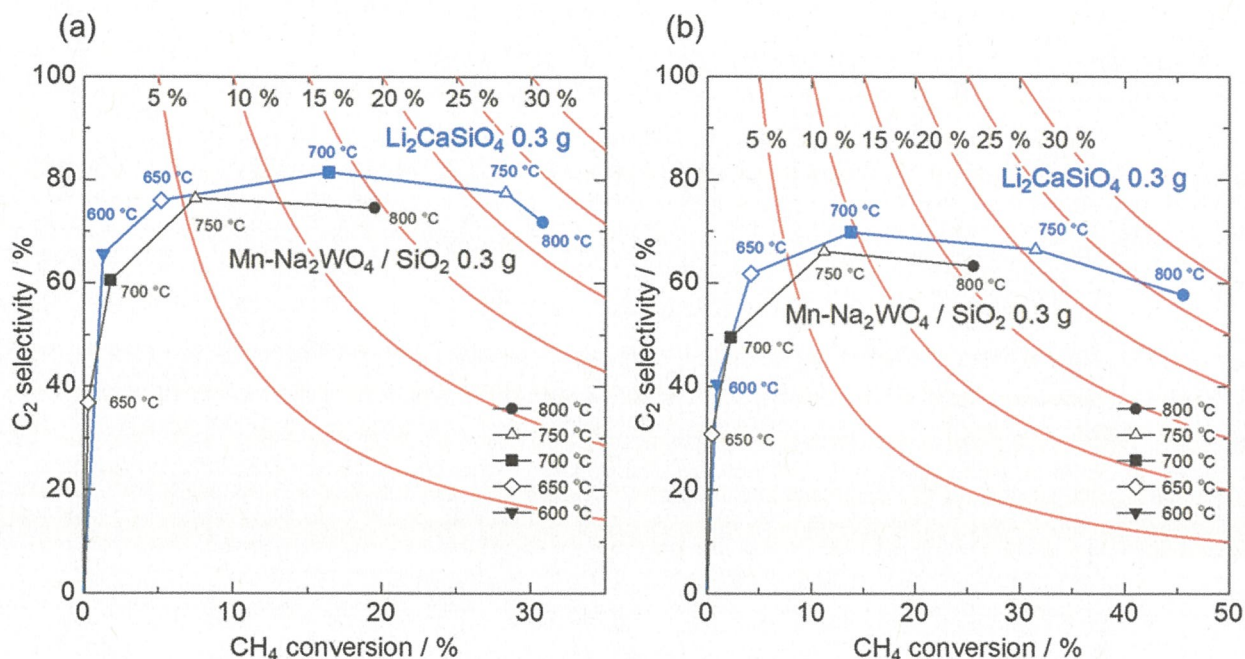 (a)
100
80
60
40
20
0
C₂ selectivity / %
5 % 10 % 15 % 20 % 25 % 30 %
Li₂CaSiO₄ 0.3 g
700 °C
650 °C
750 °C
600 °C
800 °C
750 °C
800 °C
Mn-Na₂WO₄ / SiO₂ 0.3 g
700 °C
650 °C
800 °C
750 °C
700 °C
650 °C
600 °C
0 10 20 30
CH₄ conversion / %
(b)
100
80
60
40
20
0
C₂ selectivity / %
5 % 10 % 15 % 20 % 25 % 30 %
Li₂CaSiO₄ 0.3 g
700 °C
650 °C
750 °C
750 °C
800 °C
800 °C
Mn-Na₂WO₄ / SiO₂ 0.3 g
700 °C
600 °C
650 °C
800 °C
750 °C
700 °C
650 °C
600 °C
0 10 20 30 40 50
CH₄ conversion / %